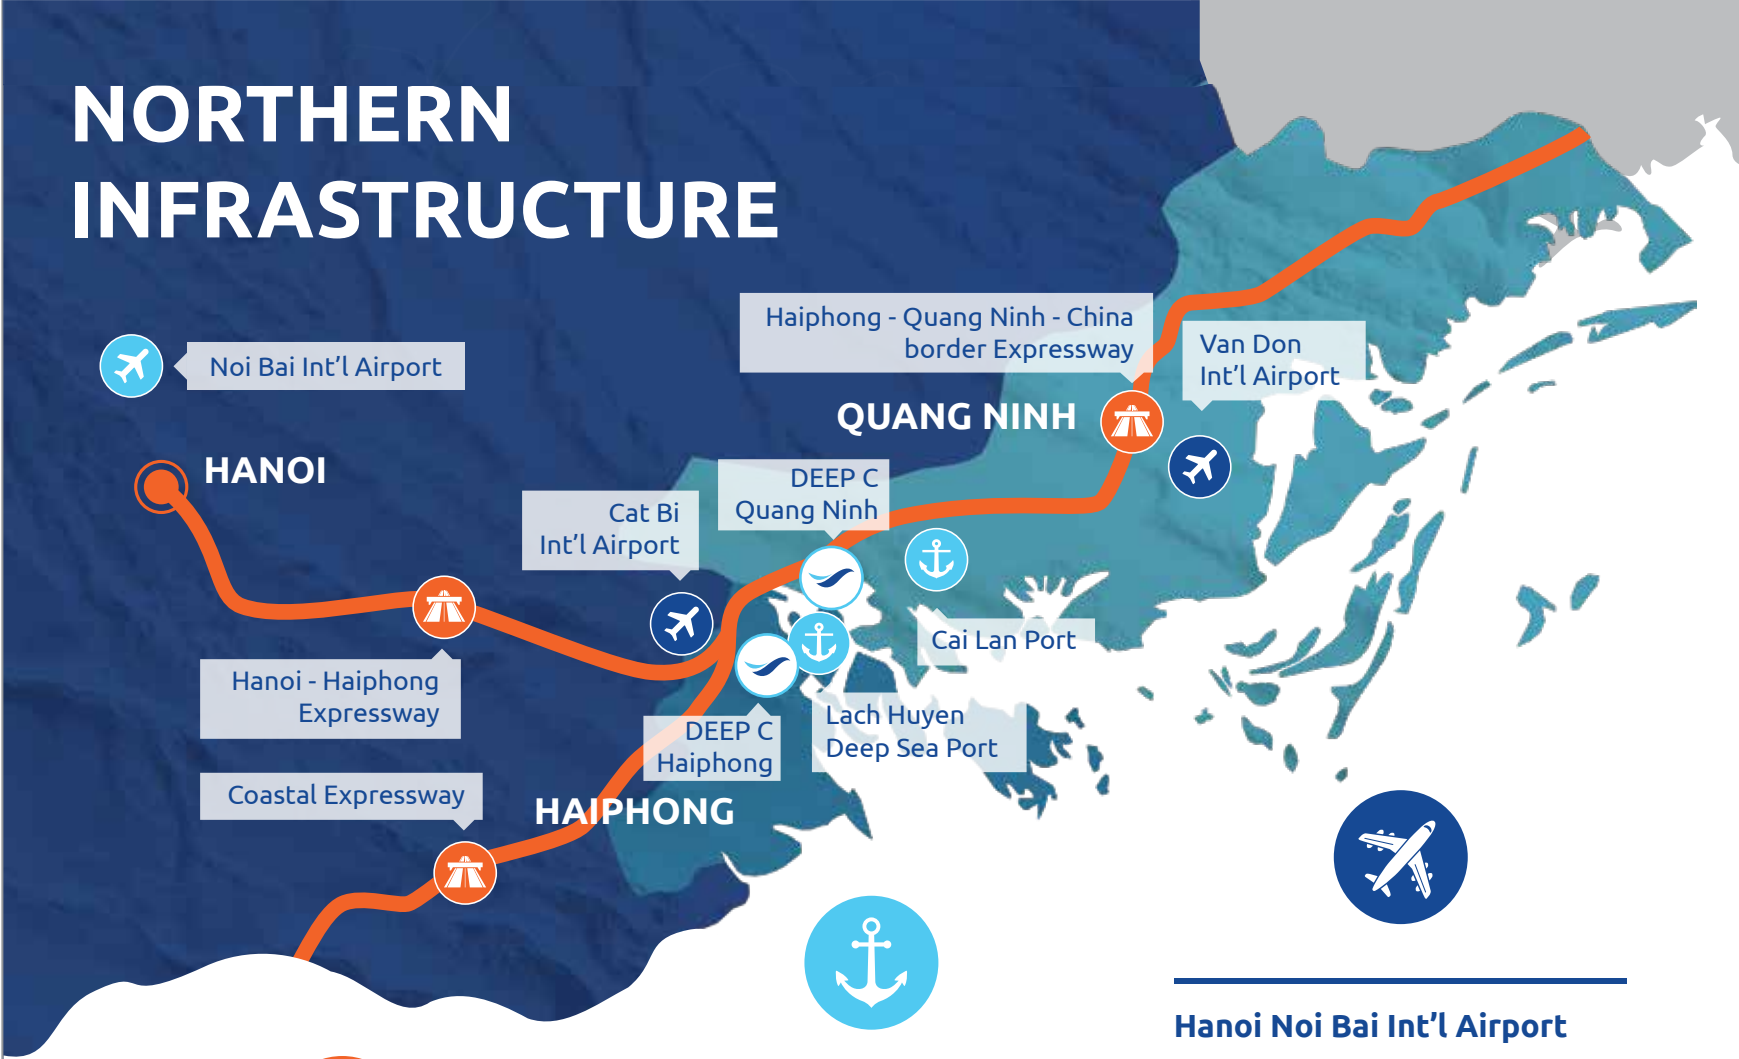 NORTHERN
INFRASTRUCTURE
Haiphong - Quang Ninh - China
border Expressway
Van Don
Int'l Airport
Noi Bai Int'l Airport
QUANG NINH
HANOI
DEEP C
Quang Ninh
Cat Bi
Int'l Airport
Cai Lan Port
Hanoi - Haiphong
Expressway
Lach Huyen
Deep Sea Port
DEEP C
Haiphong
Coastal Expressway
HAIPHONG
Hanoi Noi Bai Int'l Airport